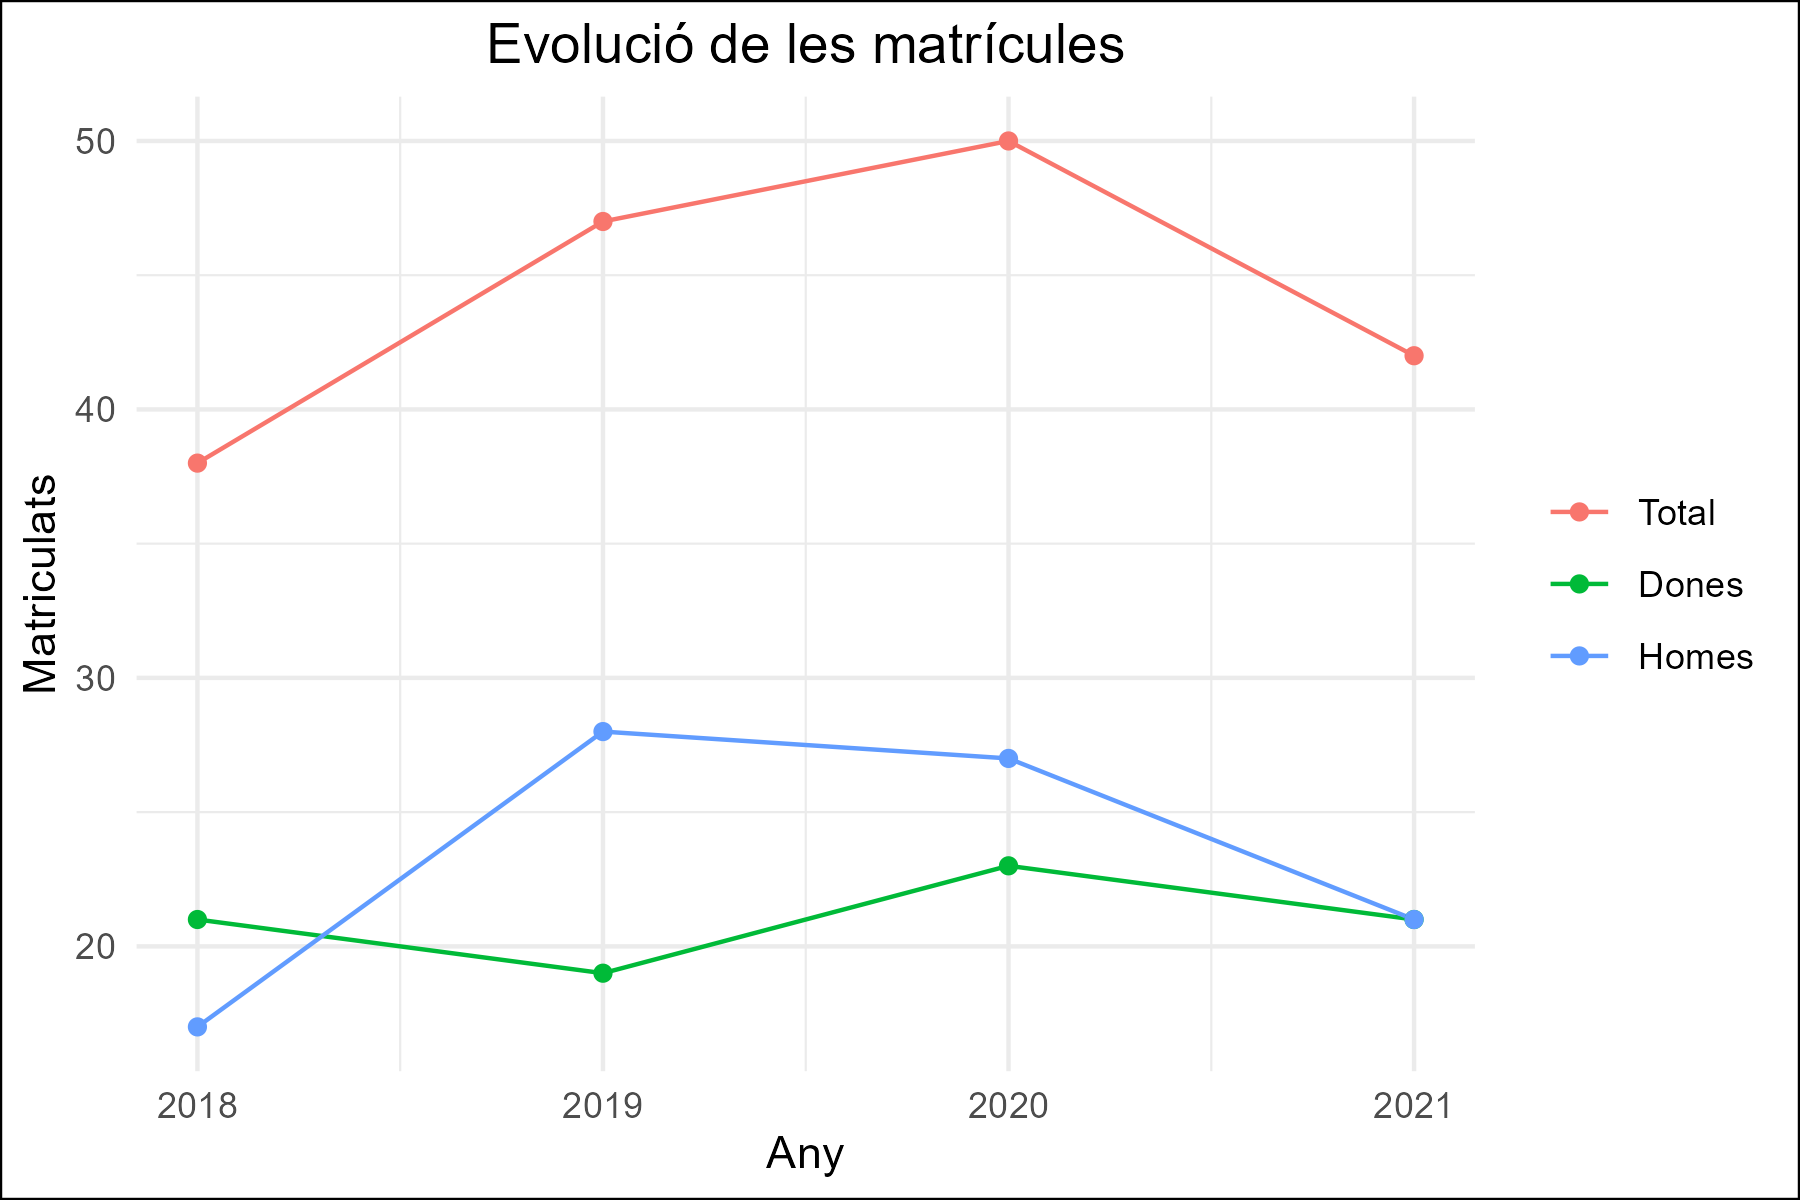 Evolució de les matrícules
50
40
30
20
Matriculats
2018 2019 2020 2021
Any
Total
Dones
Homes